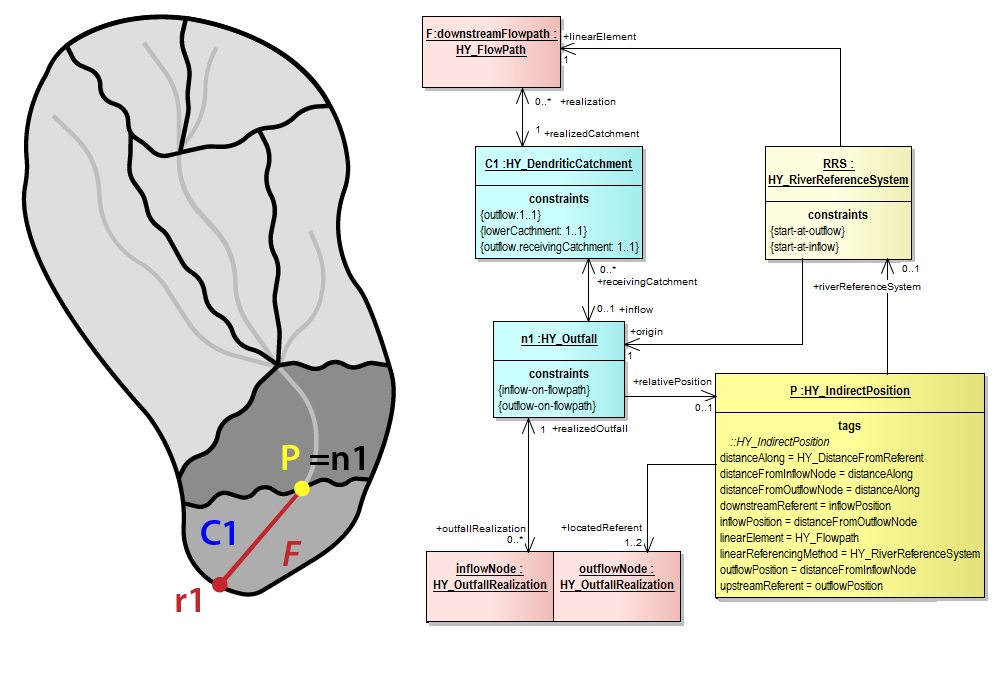 P =n1
C1
F
r1
F:downstreamFlowpath :
HY_FlowPath
+linearElement
1
0..* +realization
1 +realizedCatchment
C1 :HY_DendriticCatchment
constraints
{outflow:1..1}
{lowerCacthment: 1..1}
{outflow.receivingCatchment: 1..1}
RRS :
HY_RiverReferenceSystem
constraints
{start-at-outflow}
{start-at-inflow}
0..*
+receivingCatchment
0..1 +inflow
0..1
+riverReferenceSystem
n1 :HY_Outfall
constraints
{inflow-on-flowpath}
{outflow-on-flowpath}
+origin
1
+relativePosition
0..1
1 +realizedOutfall
P :HY_IndirectPosition
tags
::HY_IndirectPosition
distanceAlong = HY_DistanceFromReferent
distanceFromInflowNode = distanceAlong
distanceFromOutflowNode = distanceAlong
downstreamReferent = inflowPosition
inflowPosition = distanceFromOutflowNode
linearElement = HY_Flowpath
linearReferencingMethod = HY_RiverReferenceSystem
outflowPosition = distanceFromInflowNode
upstreamReferent = outflowPosition
+outfallRealization
0..*
+locatedReferent
1..2
inflowNode :
HY_OutfallRealization
outflowNode :
HY_OutfallRealization